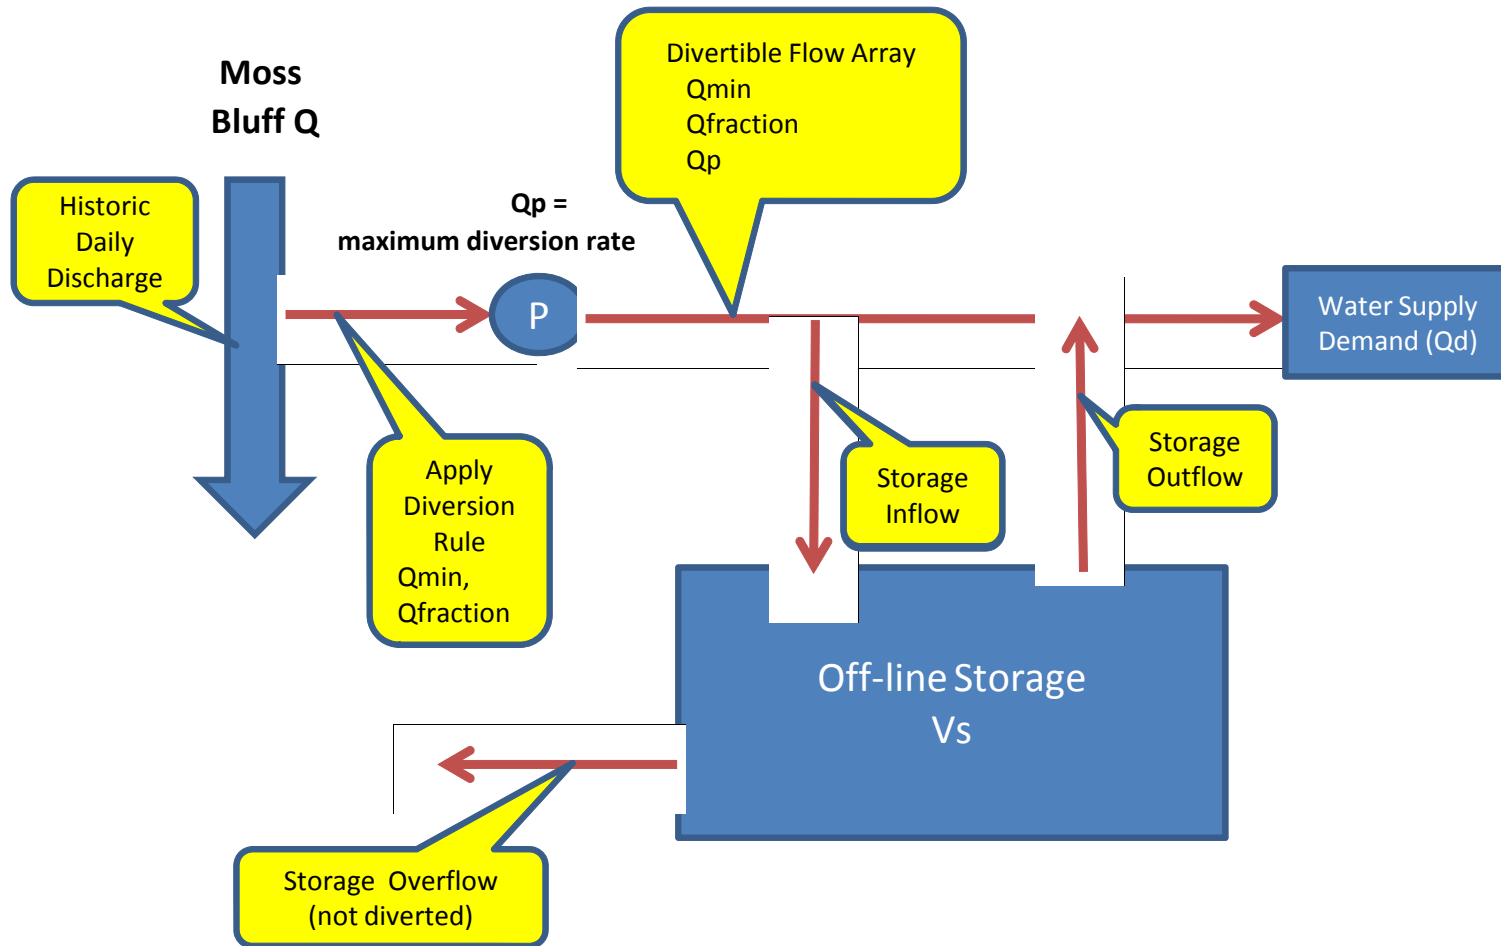 Moss
Bluff Q
Divertible Flow Array
Qmin
Qfraction
Qp
Historic
Daily
Discharge
Qp =
maximum diversion rate
P
Water Supply
Demand (Qd)
Apply
Diversion
Rule
Qmin,
Qfraction
Storage
Inflow
Storage
Outflow
Off-line Storage
Vs
Storage Overflow
(not diverted)